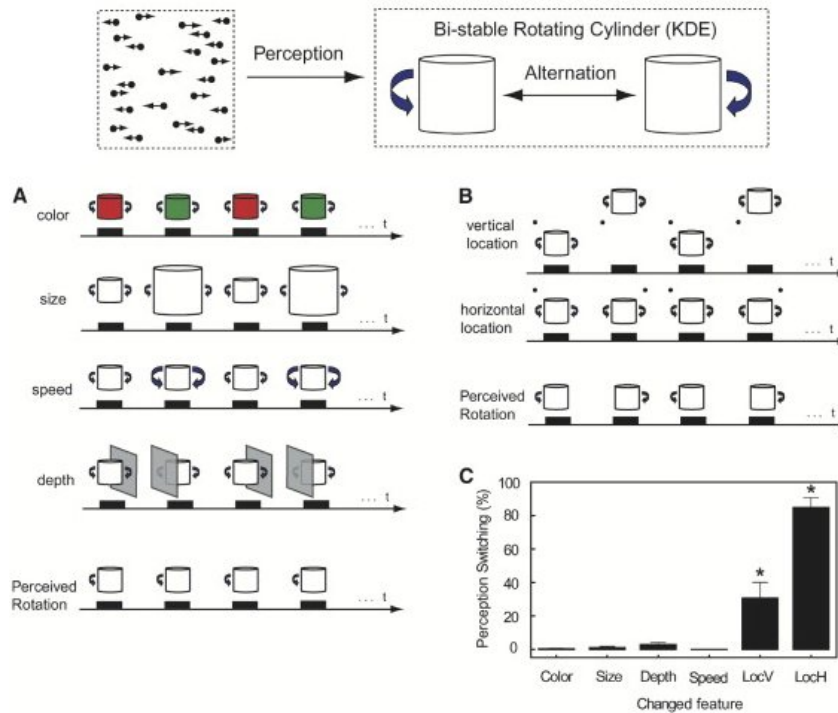 Bi-stable Rotating Cylinder (KDE)
Perception
Alternation
A
color
... t
size
... t
speed
... t
depth
... t
Perceived
Rotation
... t
B
vertical
location
... t
horizontal
location
... t
Perceived
Rotation
... t
C
Perception Switching (%)
100
80
60
40
20
0
* *
Color Size Depth Speed LocV LocH
Changed feature